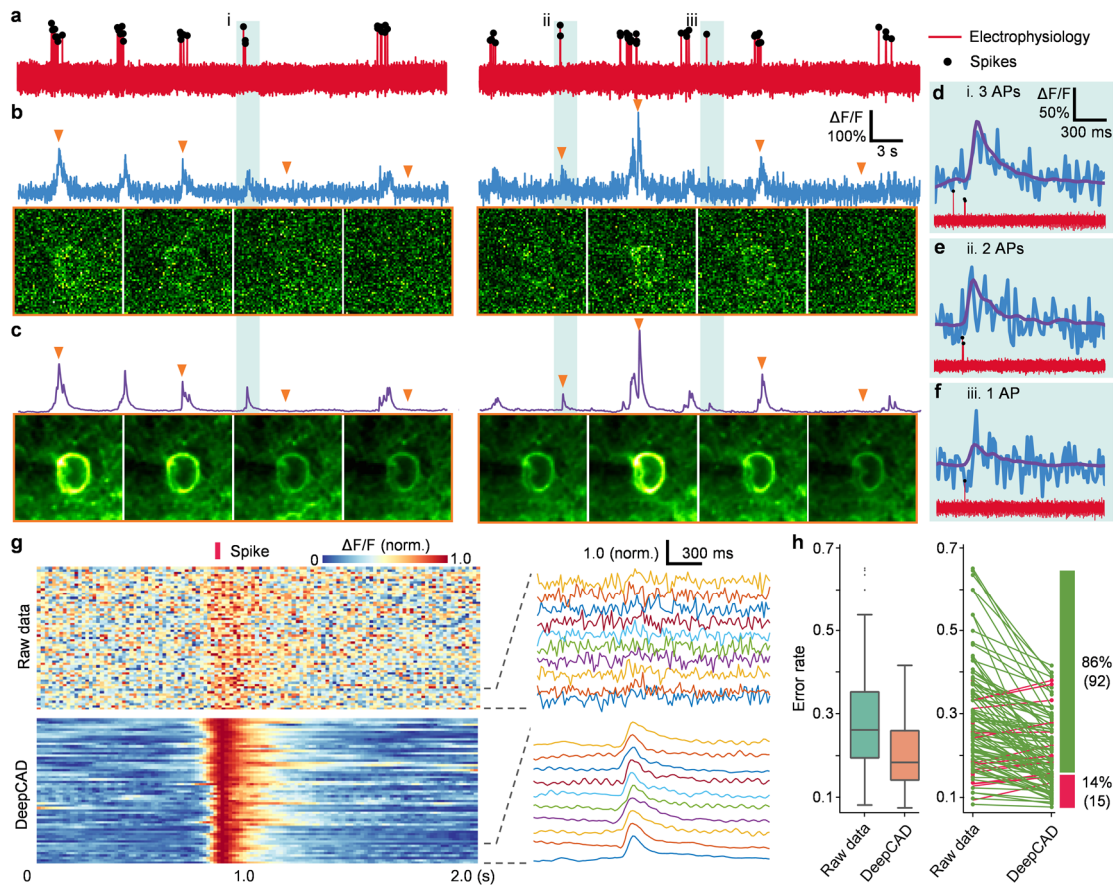 a
i
ii
iii
Electrophysiology
Spikes
b
ΔF/F
100%
3 s
d
i. 3 APs
ΔF/F
50%
300 ms
e
ii. 2 APs
c
f
iii. 1 AP
g
Spike
ΔF/F (norm.)
0
1.0
1.0 (norm.)
300 ms
Raw data
DeepCAD
0
1.0
2.0 (s)
h
Error rate
0.7
0.5
0.3
0.1
Raw data
DeepCAD
0.7
0.5
0.3
0.1
Raw data
DeepCAD
86%
(92)
14%
(15)